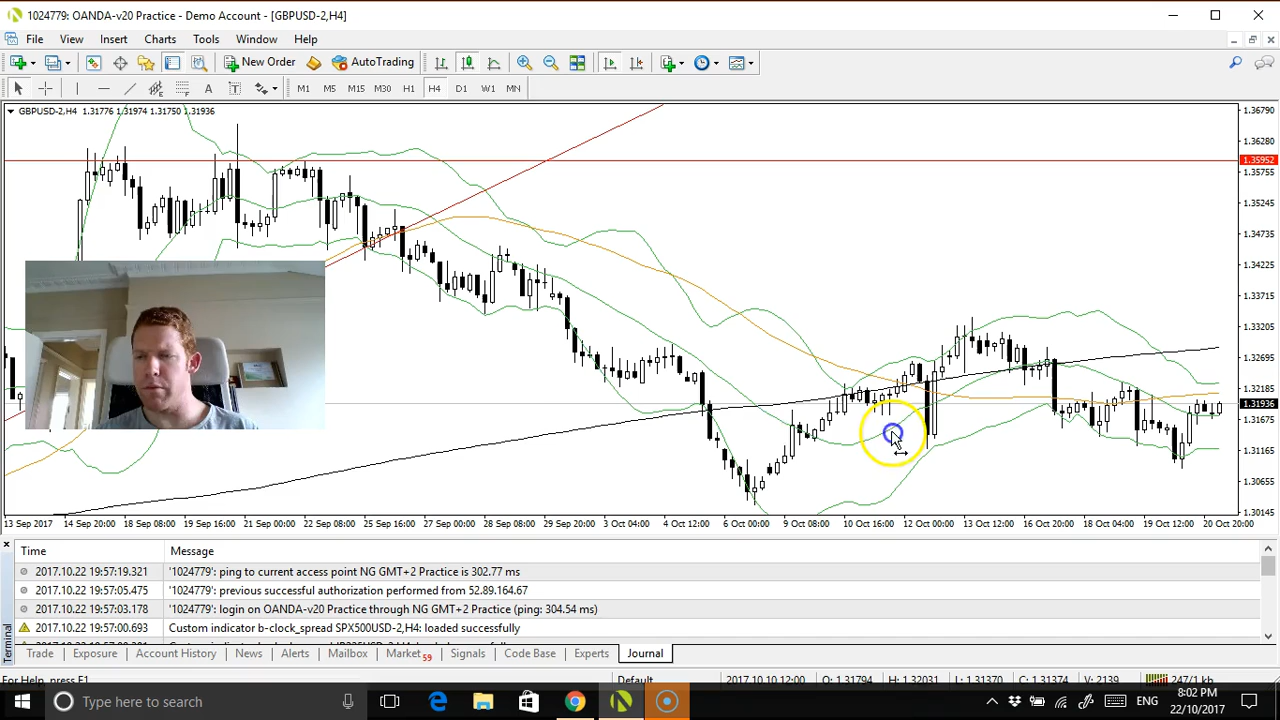 1024779: OANDA-v20 Practice - Demo Account - [GBPUSD-2,H4]
File View Insert Charts Tools Window Help
New Order AutoTrading
A T M1 M5 M15 M30 H1 H4 D1 W1 MN
GBPUSD-2,H4 1.31776 1.31974 1.31750 1.31936
1.36790
1.36280
1.35952
1.35755
1.35245
1.34735
1.34225
1.33715
1.33205
1.32695
1.32185
1.31936
1.31675
1.31165
1.30655
1.30145
13 Sep 2017 14 Sep 20:00 18 Sep 08:00 19 Sep 16:00 21 Sep 00:00 22 Sep 08:00 25 Sep 16:00 27 Sep 00:00 28 Sep 08:00 29 Sep 20:00 3 Oct 04:00 4 Oct 12:00 6 Oct 00:00 9 Oct 08:00 10 Oct 16:00 12 Oct 00:00 13 Oct 12:00 16 Oct 20:00 18 Oct 04:00 19 Oct 12:00 20 Oct 20:00
Time Message
2017.10.22 19:57:19.321 '1024779': ping to current access point NG GMT+2 Practice is 302.77 ms
2017.10.22 19:57:05.475 '1024779': previous successful authorization performed from 52.89.164.67
2017.10.22 19:57:03.178 '1024779': login on OANDA-v20 Practice through NG GMT+2 Practice (ping: 304.54 ms)
2017.10.22 19:57:00.693 Custom indicator b-clock_spread SPX500USD-2,H4: loaded successfully
Terminal
Trade Exposure Account History News Alerts Mailbox Market 59 Signals Code Base Experts Journal
For Help, press F1 Default 2017.10.10 12:00 O: 1.31794 H: 1.32031 L: 1.31370 C: 1.31374 V: 2139 247/1 kb
Type here to search
ENG
8:02 PM
22/10/2017